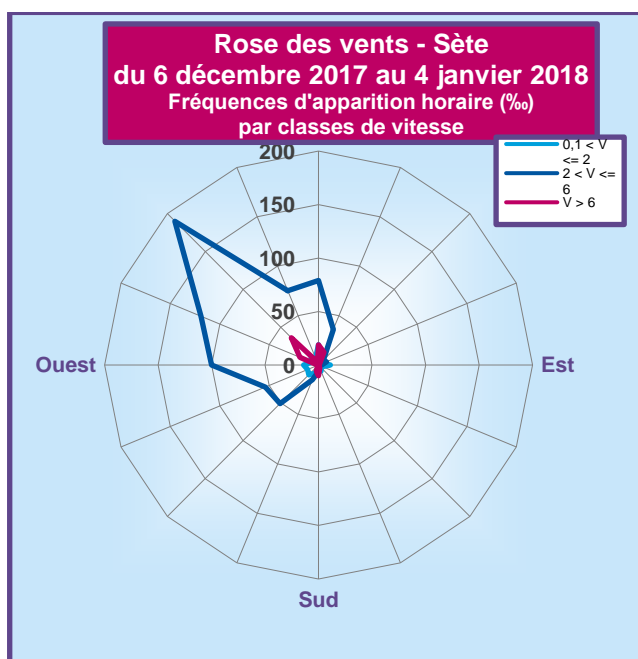 Rose des vents - Sète
du 6 décembre 2017 au 4 janvier 2018
Fréquences d'apparition horaire (‰)
par classes de vitesse
0,1 < V
<= 2
2 < V <=
6
V > 6
200
150
100
50
0
Ouest
Est
Sud